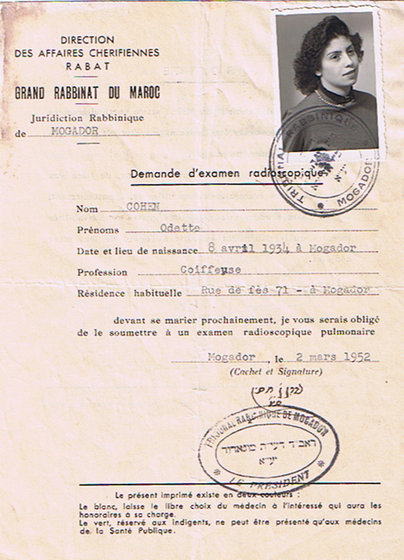 DIRECTION
DES AFFAIRES CHERIFIENNES
RABAT
GRAND RABBINAT DU MAROC
Juridiction Rabbinique
de MOGADOR
TRIBUNAL RABBINIQUE
MOGADOR
Demande d'examen radioscopique
Nom COHEN
Prénoms Odette
Date et lieu de naissance 8 avril 1934 à Mogador
Profession Coiffeuse
Résidence habituelle Rue de fés 71 - à Mogador
devant se marier prochainement, je vous serais obligé
de le soumettre à un examen radioscopique pulmonaire
Mogador, le 2 mars 1952
(Cachet et Signature)
TRIBUNAL RABBINIQUE DE MOGADOR
LE PRESIDENT
Le présent imprimé existe en deux couleurs :
Le blanc, laisse le libre choix du médecin à l'intéressé qui aura les
honoraires à sa charge.
Le vert, réservé aux indigents, ne peut être présenté qu'aux médecins
de la Santé Publique.